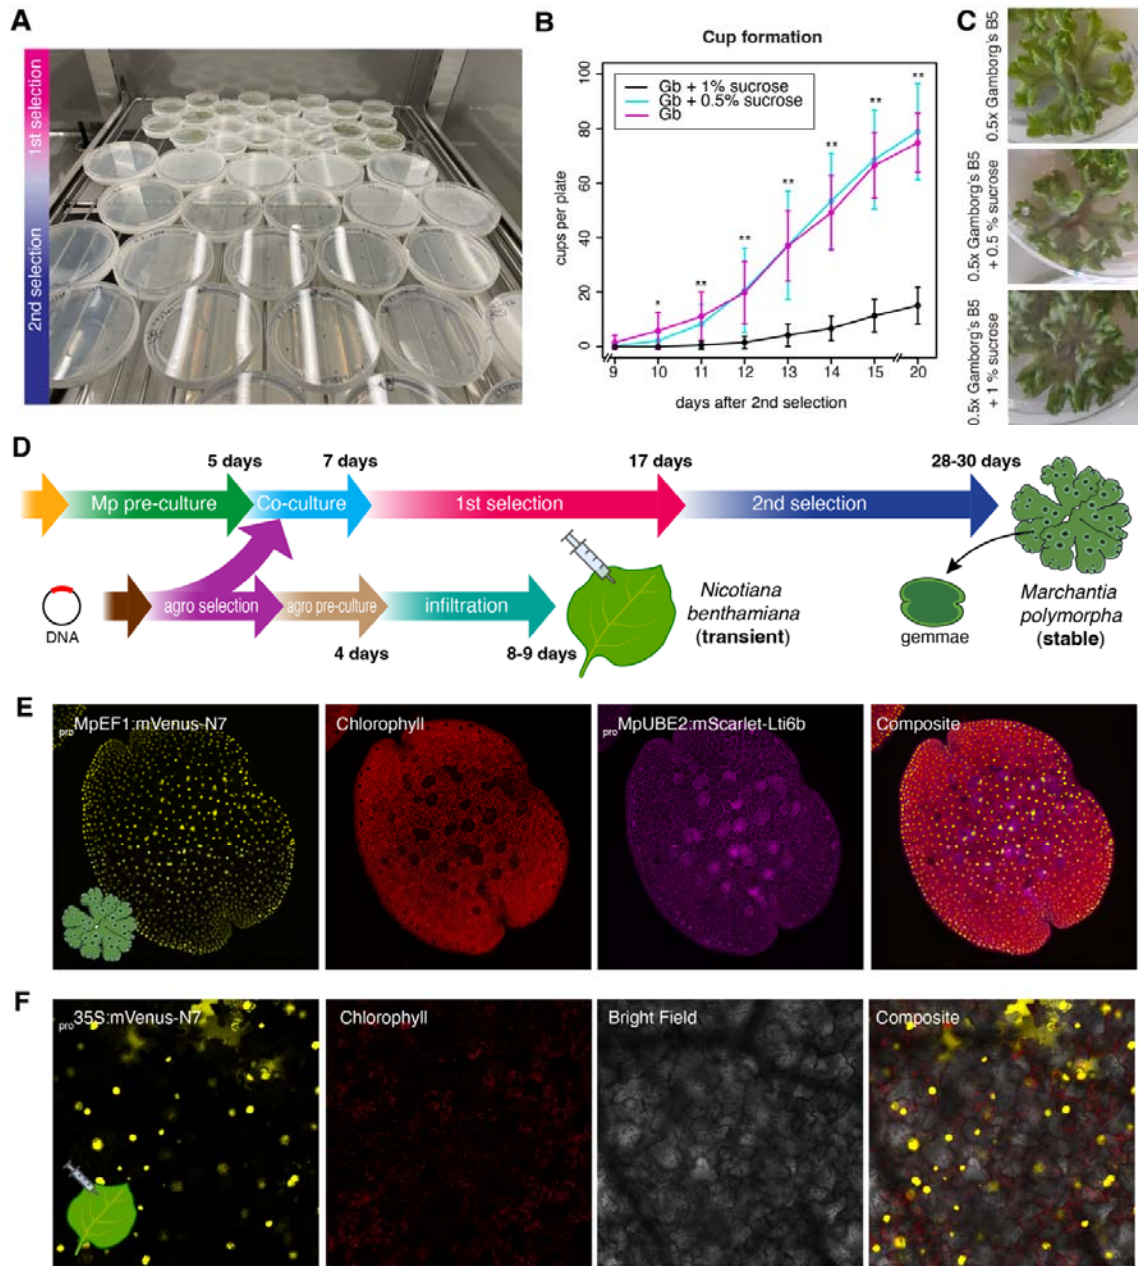 A
1st selection
2nd selection
B
Cup formation
Gb + 1% sucrose
Gb + 0.5% sucrose
Gb
cups per plate
100
80
60
40
20
0
*
**
**
**
**
**
**
9
10
11
12
13
14
15
20
days after 2nd selection
C
0.5x Gamborg's B5
0.5x Gamborg's B5
+ 0.5 % sucrose
0.5x Gamborg's B5
+ 1 % sucrose
D
5 days
7 days
17 days
28-30 days
Mp pre-culture
Co-culture
1st selection
2nd selection
DNA
agro selection
agro pre-culture
infiltration
4 days
8-9 days
Nicotiana
benthamiana
(transient)
gemmae
Marchantia
polymorpha
(stable)
E
proMpEF1:mVenus-N7
Chlorophyll
proMpUBE2:mScarlet-Lti6b
Composite
F
pro35S:mVenus-N7
Chlorophyll
Bright Field
Composite